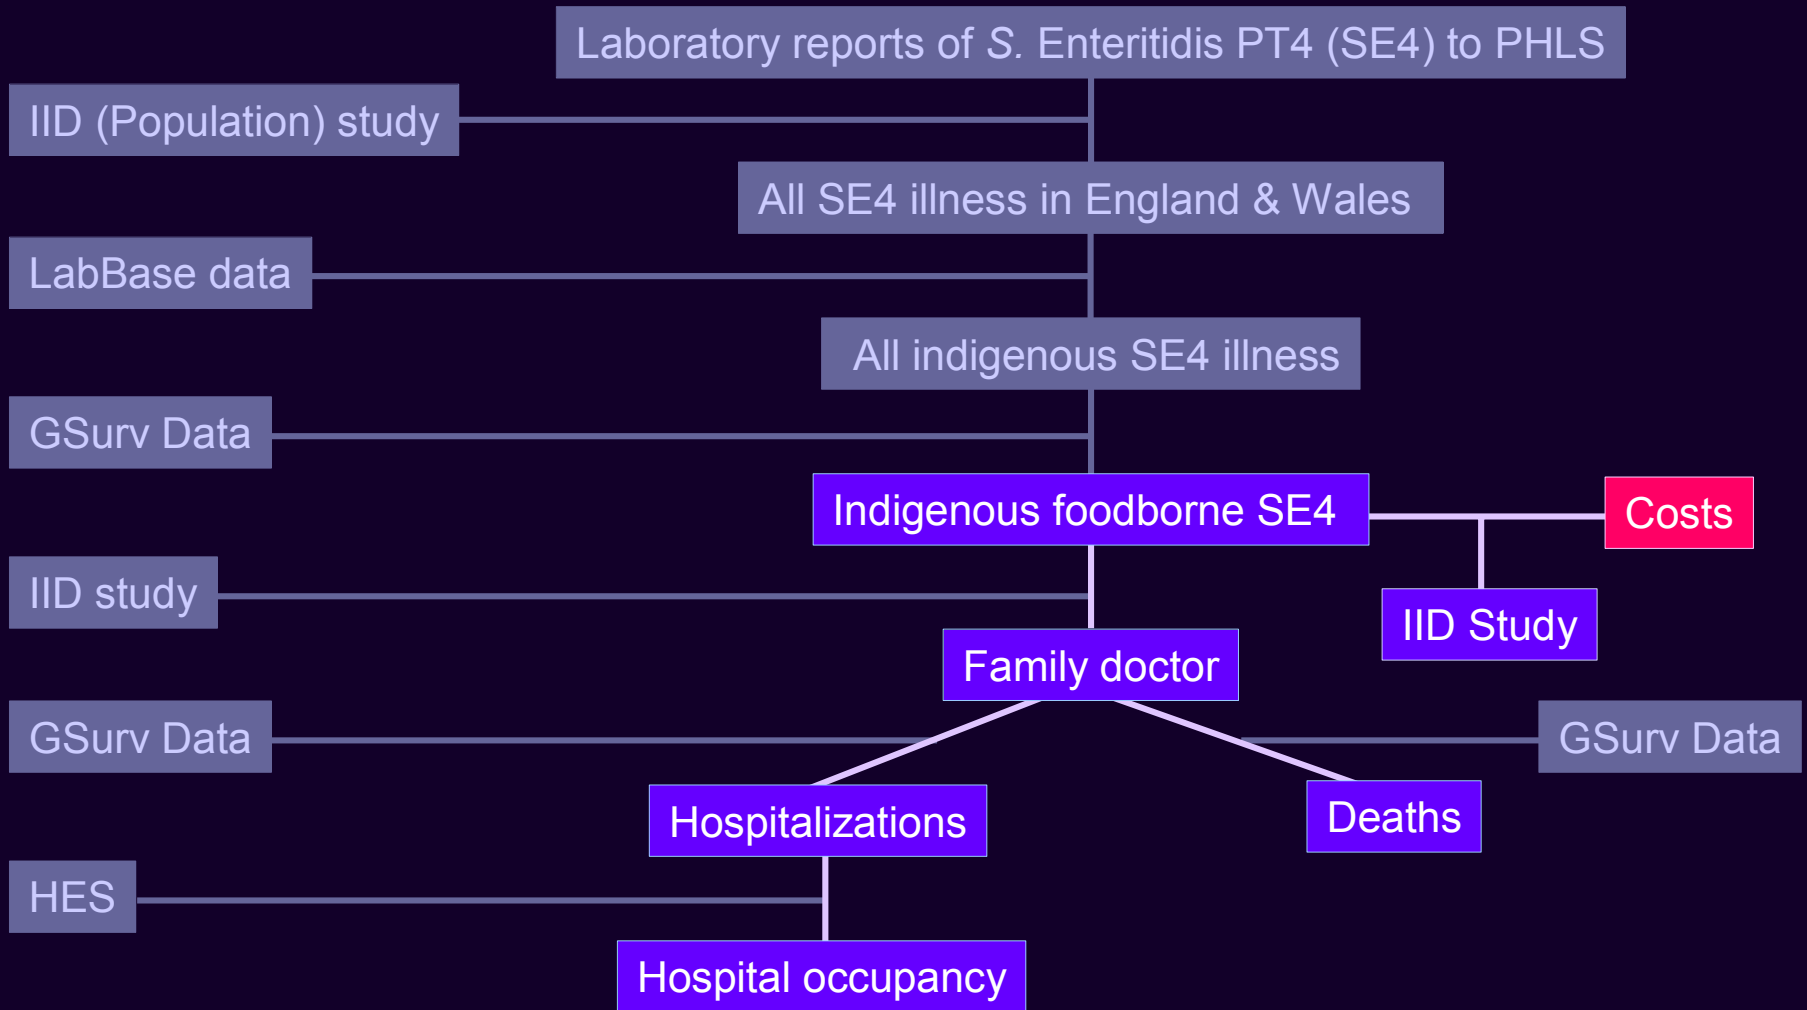 Laboratory reports of S. Enteritidis PT4 (SE4) to PHLS
IID (Population) study
All SE4 illness in England & Wales
LabBase data
All indigenous SE4 illness
GSurv Data
Indigenous foodborne SE4
Costs
IID study
IID Study
Family doctor
GSurv Data
GSurv Data
Hospitalizations
Deaths
HES
Hospital occupancy